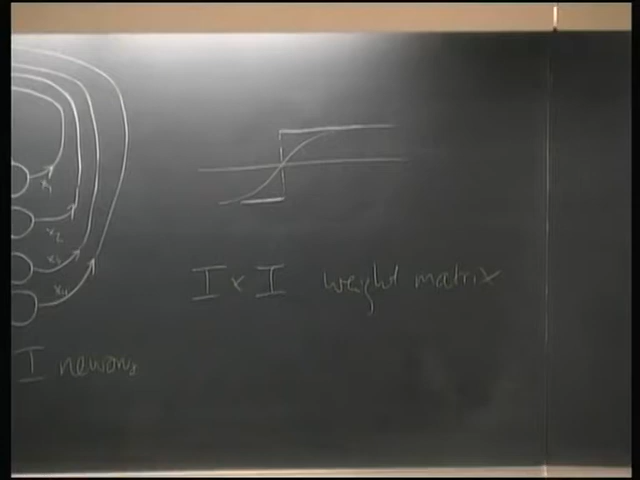 x1
x2
x3
x4
I × I weight matrix
I neurons